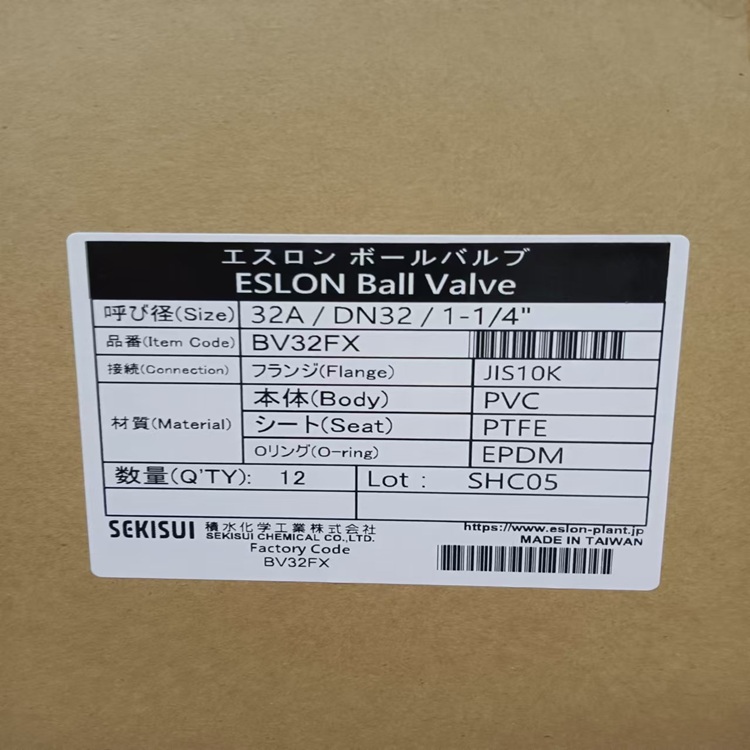 エスロン ボールバルブ
ESLON Ball Valve
呼び径(Size) 32A / DN32 / 1-1/4"
品番(Item Code) BV32FX
接続(Connection) フランジ(Flange) JIS10K
材質(Material) 本体(Body) PVC
シート(Seat) PTFE
Oリング(O-ring) EPDM
数量(Q'TY): 12 Lot : SHC05
SEKISUI 積水化学工業株式会社 https://www.eslon-plant.jp
SEKISUI CHEMICAL CO.,LTD. MADE IN TAIWAN
Factory Code
BV32FX